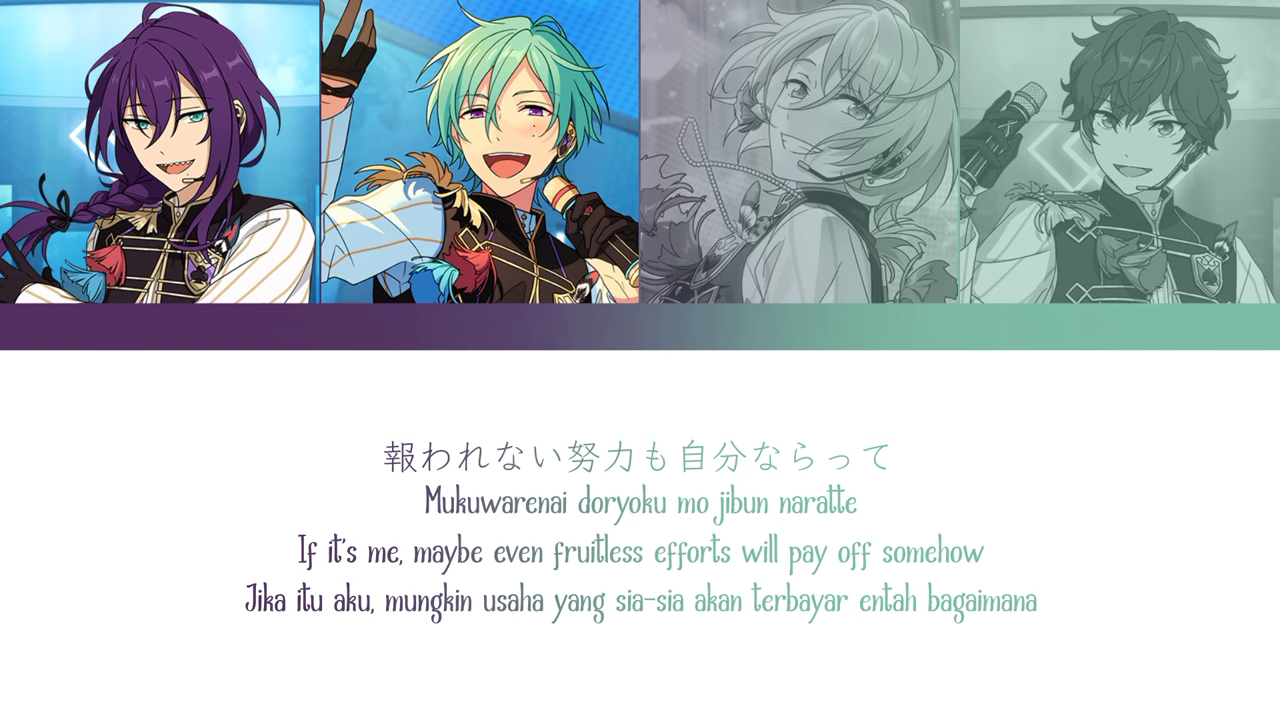 報われない努力も自分ならって
Mukuwarenai doryoku mo jibun naratte
If it's me, maybe even fruitless efforts will pay off somehow
Jika itu aku, mungkin usaha yang sia-sia akan terbayar entah bagaimana